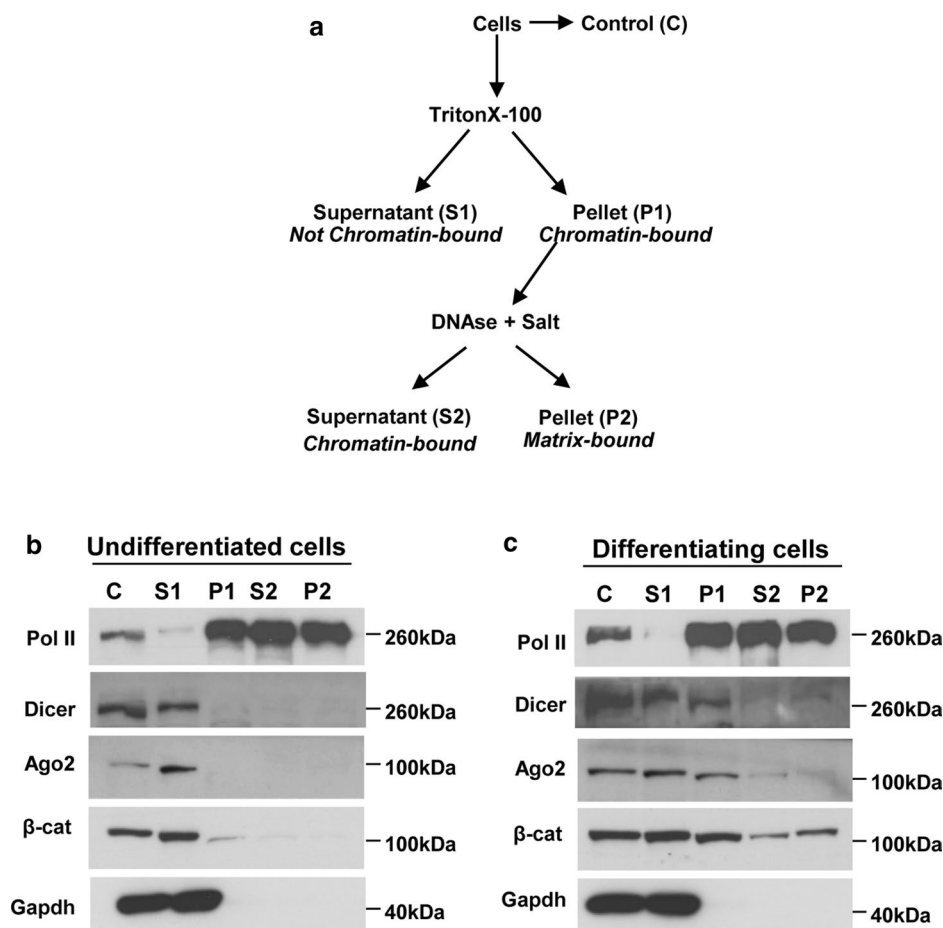 a
Cells
Control (C)
TritonX-100
Supernatant (S1)
Not Chromatin-bound
Pellet (P1)
Chromatin-bound
DNAse + Salt
Supernatant (S2)
Chromatin-bound
Pellet (P2)
Matrix-bound
b
Undifferentiated cells
C S1 P1 S2 P2
Pol II 260kDa
Dicer 260kDa
Ago2 100kDa
β-cat 100kDa
Gapdh 40kDa
c
Differentiating cells
C S1 P1 S2 P2
Pol II 260kDa
Dicer 260kDa
Ago2 100kDa
β-cat 100kDa
Gapdh 40kDa